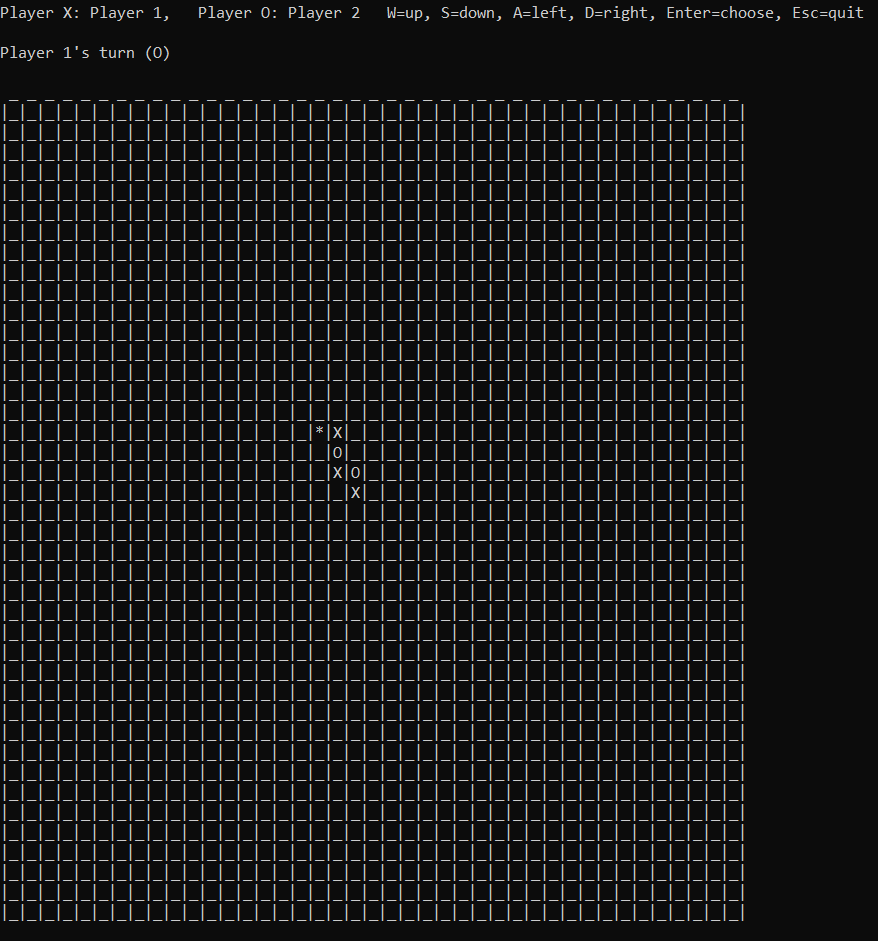 Player X: Player 1,   Player O: Player 2   W=up, S=down, A=left, D=right, Enter=choose, Esc=quit
Player 1's turn (O)
* X
O
X O
X